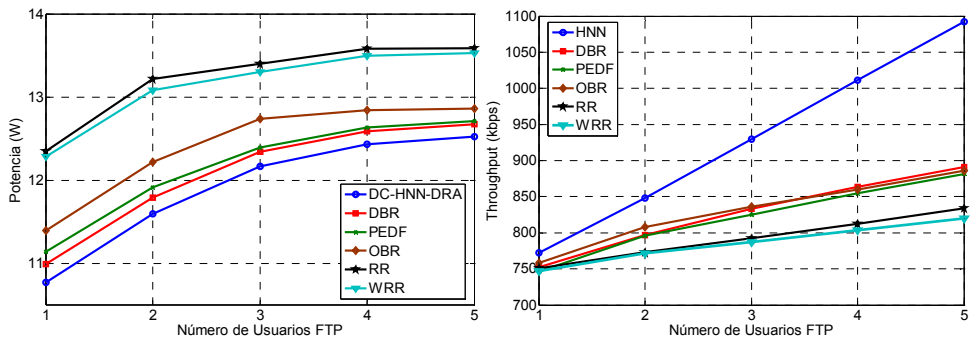 14
13
12
11
Potencia (W)
1 2 3 4 5
Número de Usuarios FTP
DC-HNN-DRA
DBR
PEDF
OBR
RR
WRR
1100
1050
1000
950
900
850
800
750
700
Throughput (kbps)
1 2 3 4 5
Número de Usuarios FTP
HNN
DBR
PEDF
OBR
RR
WRR